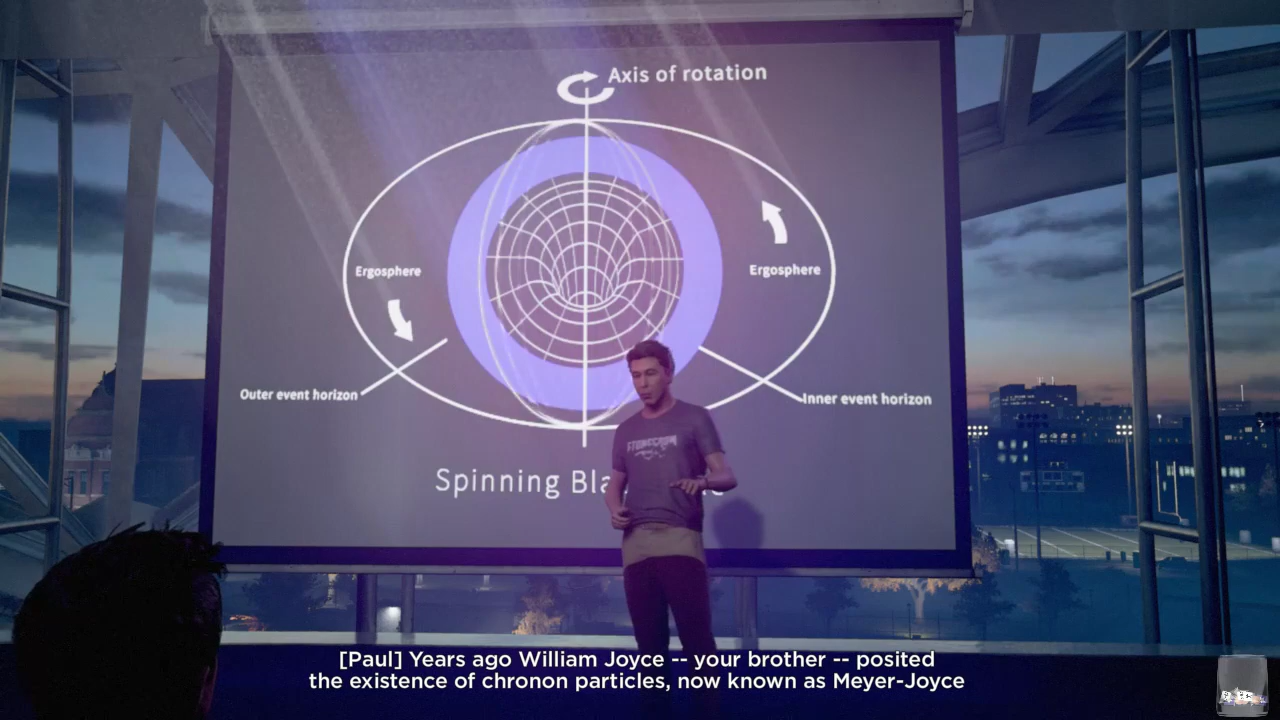 Axis of rotation
Ergosphere
Ergosphere
Outer event horizon
Inner event horizon
Spinning
[Paul] Years ago William Joyce -- your brother -- posited
the existence of chronon particles, now known as Meyer-Joyce